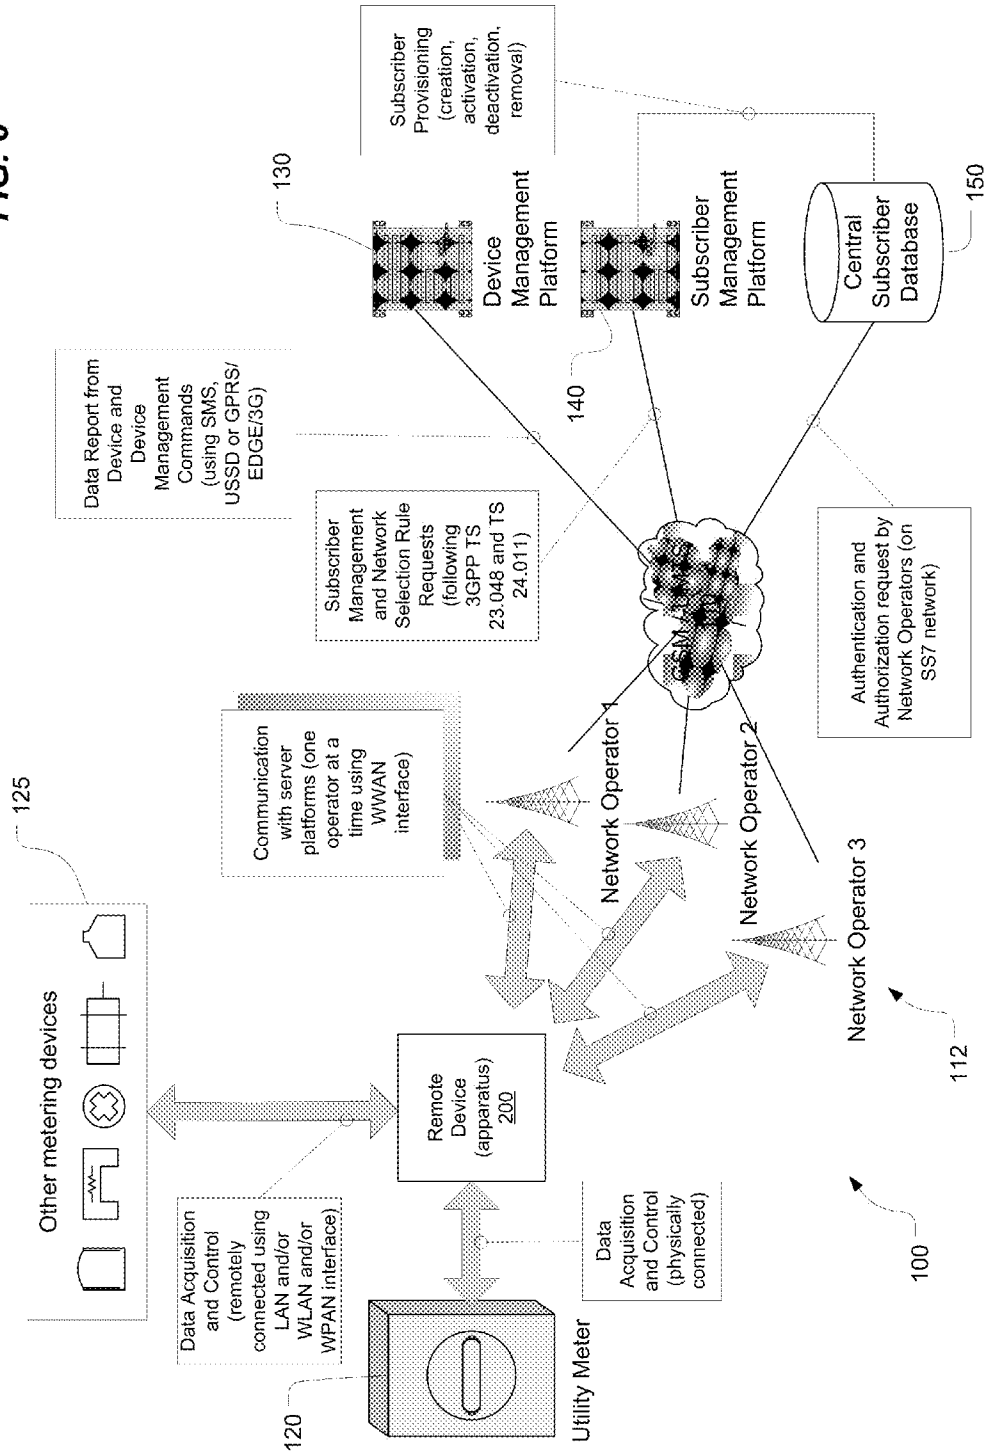 Other metering devices
125
Data Acquisition
and Control
(remotely
connected using
LAN and/or
WLAN and/or
WPAN interface)
120
Utility Meter
Data
Acquisition
and Control
(physically
connected)
Remote
Device
(apparatus)
200
100
112
Communication
with server
platforms (one
operator at a
time using
WWAN
interface)
Network Operator 1
Network Operator 2
Network Operator 3
Data Report from
Device and
Device
Management
Commands
(using SMS,
USSD or GPRS/
EDGE/3G)
Subscriber
Management
and Network
Selection Rule
Requests
(following
3GPP TS
23.048 and TS
24.011)
Authentication and
Authorization request by
Network Operators (on
SS7 network)
130
Device
Management
Platform
140
Subscriber
Management
Platform
Central
Subscriber
Database
150
Subscriber
Provisioning
(creation,
activation,
deactivation,
removal)